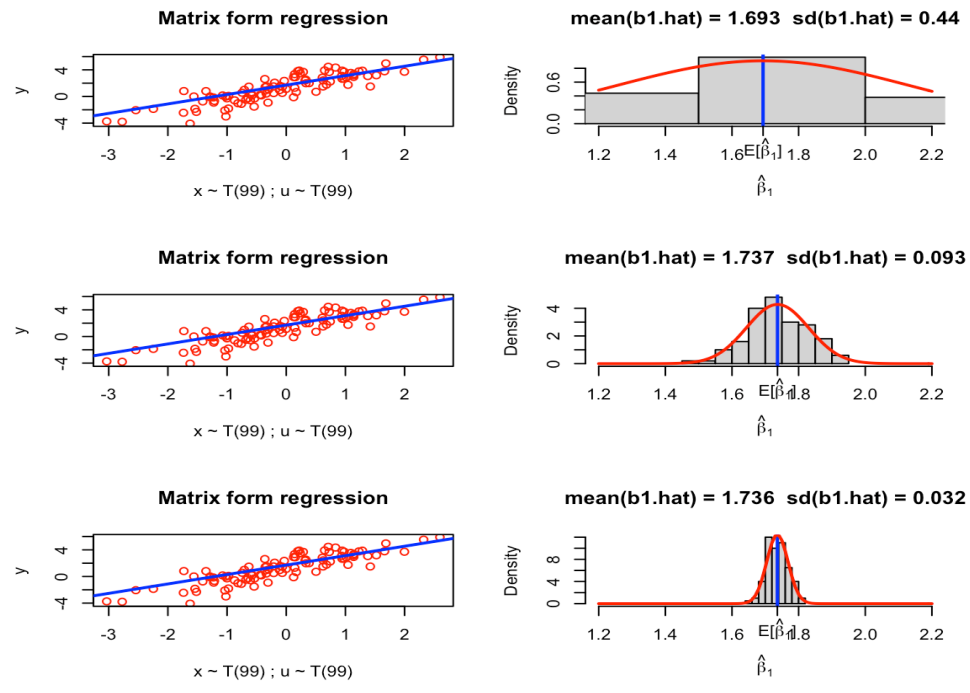 Matrix form regression
y
-4 0 4
-3 -2 -1 0 1 2
x ~ T(99) ; u ~ T(99)
mean(b1.hat) = 1.693 sd(b1.hat) = 0.44
Density
0.0 0.6
1.2 1.4 1.6 1.8 2.0 2.2
E[β̂₁]
β̂₁
Matrix form regression
y
-4 0 4
-3 -2 -1 0 1 2
x ~ T(99) ; u ~ T(99)
mean(b1.hat) = 1.737 sd(b1.hat) = 0.093
Density
0 2 4
1.2 1.4 1.6 1.8 2.0 2.2
E[β̂₁]
β̂₁
Matrix form regression
y
-4 0 4
-3 -2 -1 0 1 2
x ~ T(99) ; u ~ T(99)
mean(b1.hat) = 1.736 sd(b1.hat) = 0.032
Density
0 4 8
1.2 1.4 1.6 1.8 2.0 2.2
E[β̂₁]
β̂₁